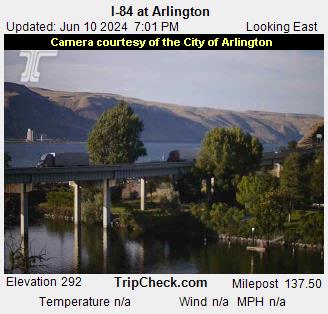 I-84 at Arlington
Updated: Jun 10 2024 7:01 PM Looking East
Camera courtesy of the City of Arlington
Elevation 292 TripCheck.com Milepost 137.50
Temperature n/a Wind n/a MPH n/a